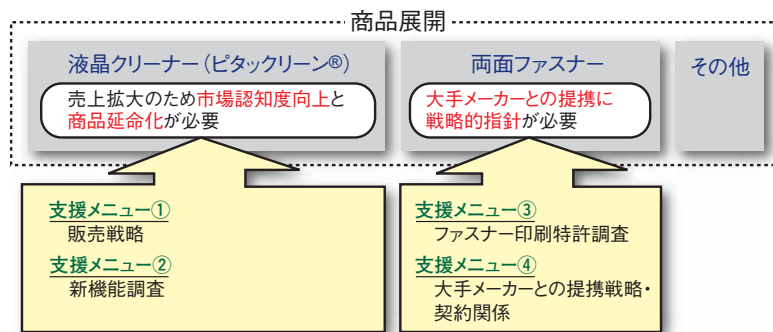 商品展開
液晶クリーナー(ピタックリーン®)
売上拡大のため市場認知度向上と
商品延命化が必要
両面ファスナー
大手メーカーとの提携に
戦略的指針が必要
その他
支援メニュー①
販売戦略
支援メニュー②
新機能調査
支援メニュー③
ファスナー印刷特許調査
支援メニュー④
大手メーカーとの提携戦略・
契約関係